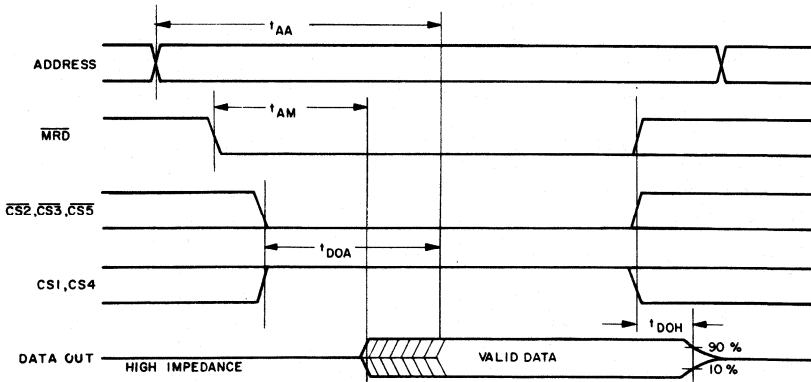 tAA
ADDRESS
tAM
MRD
CS2,CS3,CS5
tDOA
CS1,CS4
tDOH
DATA OUT
HIGH IMPEDANCE
VALID DATA
90 %
10 %